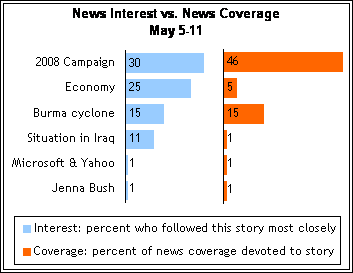 News Interest vs. News Coverage
May 5-11
2008 Campaign 30 46
Economy 25 5
Burma cyclone 15 15
Situation in Iraq 11 1
Microsoft & Yahoo 1 1
Jenna Bush 1 1
Interest: percent who followed this story most closely
Coverage: percent of news coverage devoted to story